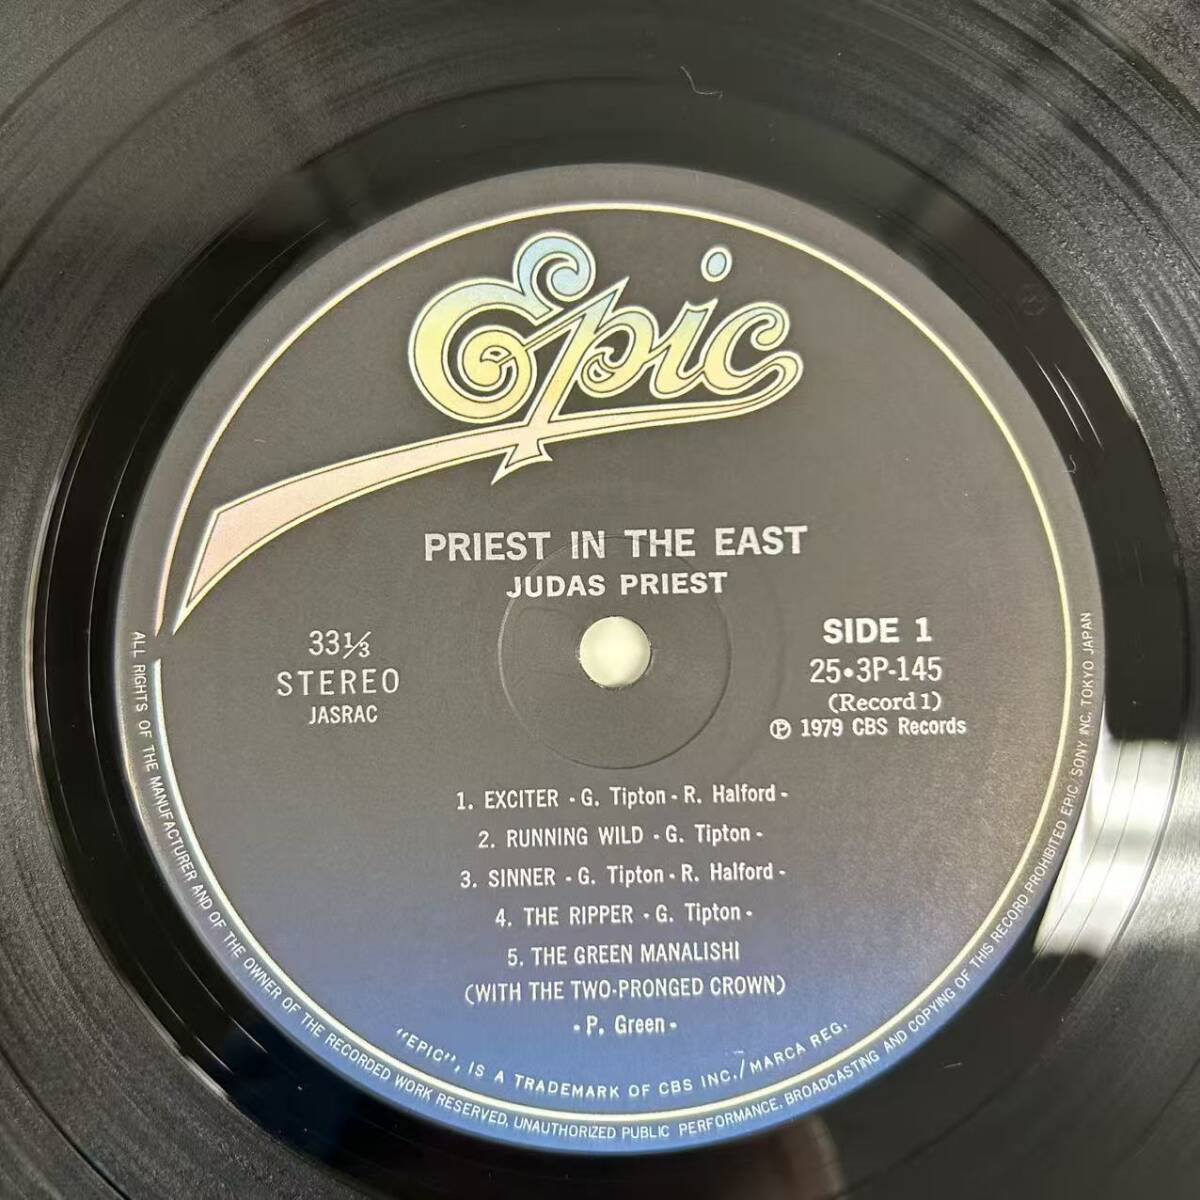 Epic
PRIEST IN THE EAST
JUDAS PRIEST
33⅓
STEREO
JASRAC
SIDE 1
25•3P-145
(Record 1)
Ⓟ 1979 CBS Records
1. EXCITER - G. Tipton - R. Halford -
2. RUNNING WILD - G. Tipton -
3. SINNER - G. Tipton - R. Halford -
4. THE RIPPER - G. Tipton -
5. THE GREEN MANALISHI
(WITH THE TWO-PRONGED CROWN)
- P. Green -
"EPIC", IS A TRADEMARK OF CBS INC./MARCA REG.
ALL RIGHTS OF THE MANUFACTURER AND OF THE OWNER OF THE RECORDED WORK RESERVED, UNAUTHORIZED PUBLIC PERFORMANCE, BROADCASTING AND COPYING OF THIS RECORD PROHIBITED EPIC/SONY INC, TOKYO JAPAN